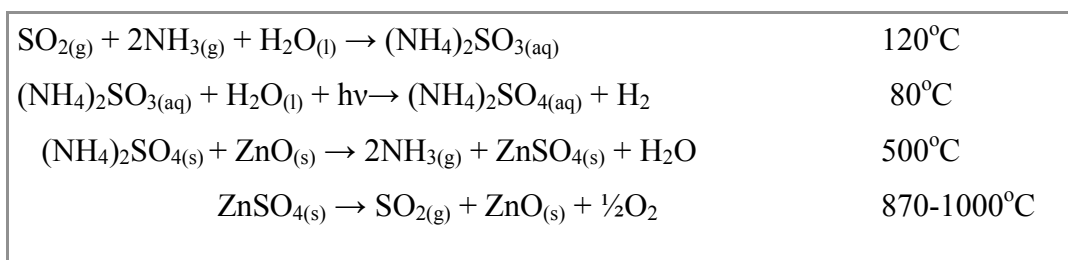 SO₂₍g₎ + 2NH₃₍g₎ + H₂O₍l₎ → (NH₄)₂SO₃₍aq₎ 120°C
(NH₄)₂SO₃₍aq₎ + H₂O₍l₎ + hν→ (NH₄)₂SO₄₍aq₎ + H₂ 80°C
(NH₄)₂SO₄₍s₎ + ZnO₍s₎ → 2NH₃₍g₎ + ZnSO₄₍s₎ + H₂O 500°C
ZnSO₄₍s₎ → SO₂₍g₎ + ZnO₍s₎ + ½O₂ 870-1000°C